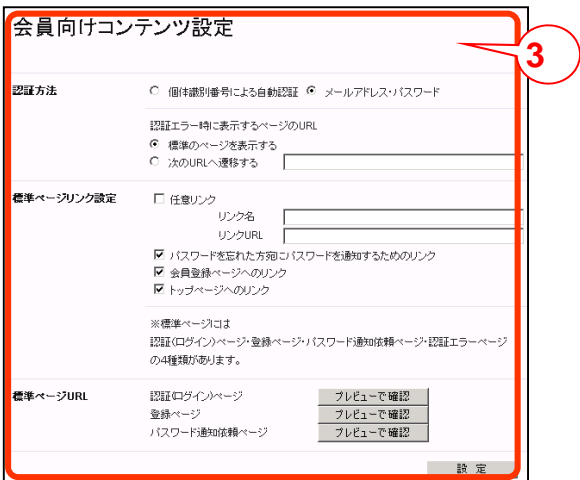 会員向けコンテンツ設定
3
認証方法
個体識別番号による自動認証 メールアドレス・パスワード
認証エラー時に表示するページのURL
標準のページを表示する
次のURLへ遷移する
標準ページリンク設定
任意リンク
リンク名
リンクURL
パスワードを忘れた方宛にパスワードを通知するためのリンク
会員登録ページへのリンク
トップページへのリンク
※標準ページには
認証(ログイン)ページ・登録ページ・パスワード通知依頼ページ・認証エラーページ
の4種類があります。
標準ページURL
認証(ログイン)ページ プレビューで確認
登録ページ プレビューで確認
パスワード通知依頼ページ プレビューで確認
設 定